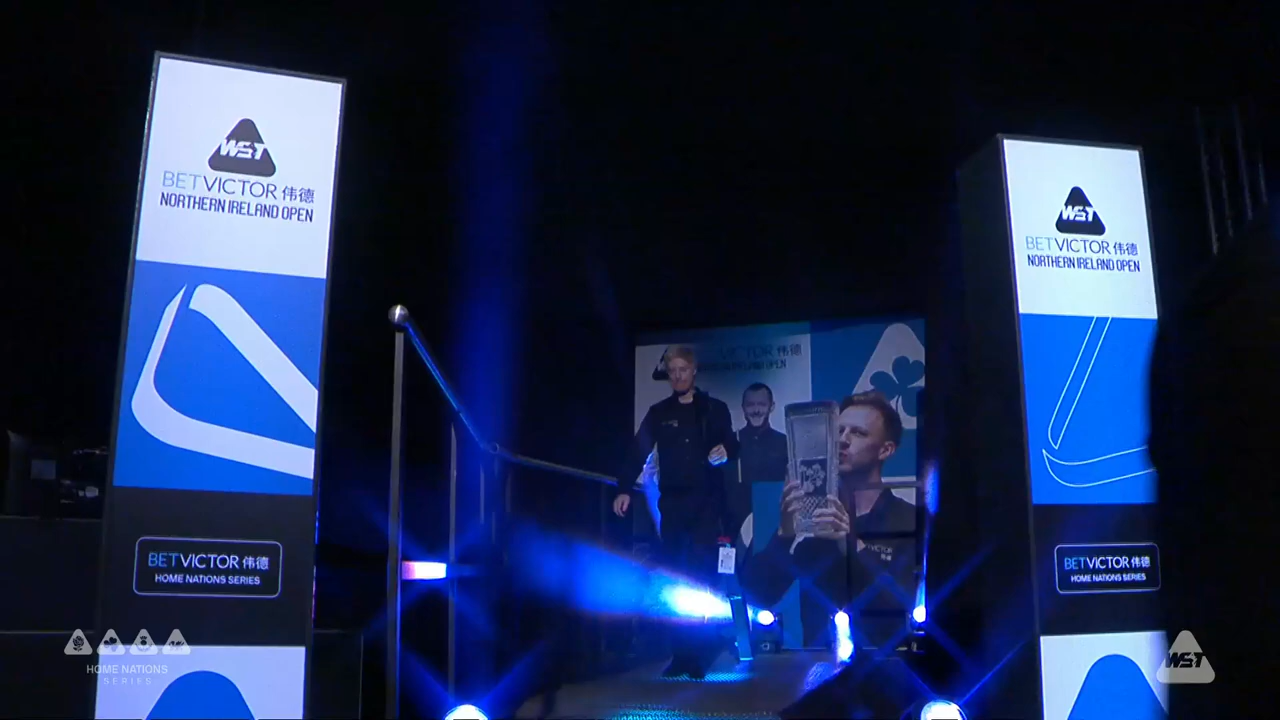 WST
BETVICTOR 伟德
NORTHERN IRELAND OPEN
BETVICTOR 伟德
HOME NATIONS SERIES
VICTOR 伟德
WST
BETVICTOR 伟德
NORTHERN IRELAND OPEN
BETVICTOR 伟德
HOME NATIONS SERIES
HOME NATIONS
SERIES
WST